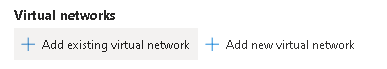 Virtual networks
+ Add existing virtual network + Add new virtual network